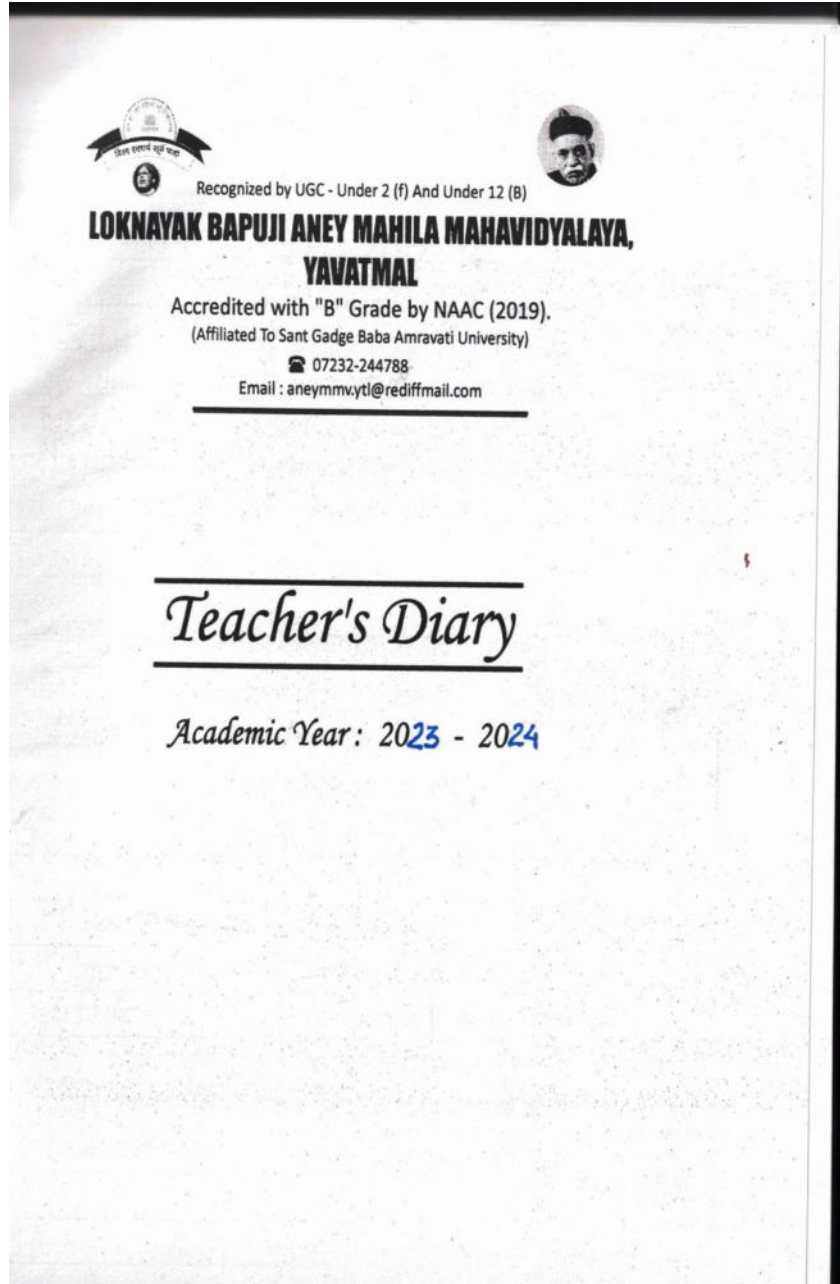 Recognized by UGC - Under 2 (f) And Under 12 (B)
LOKNAYAK BAPUJI ANEY MAHILA MAHAVIDYALAYA,
YAVATMAL
Accredited with "B" Grade by NAAC (2019).
(Affiliated To Sant Gadge Baba Amravati University)
☎ 07232-244788
Email : aneymmv.ytl@rediffmail.com
Teacher's Diary
Academic Year : 2023 - 2024